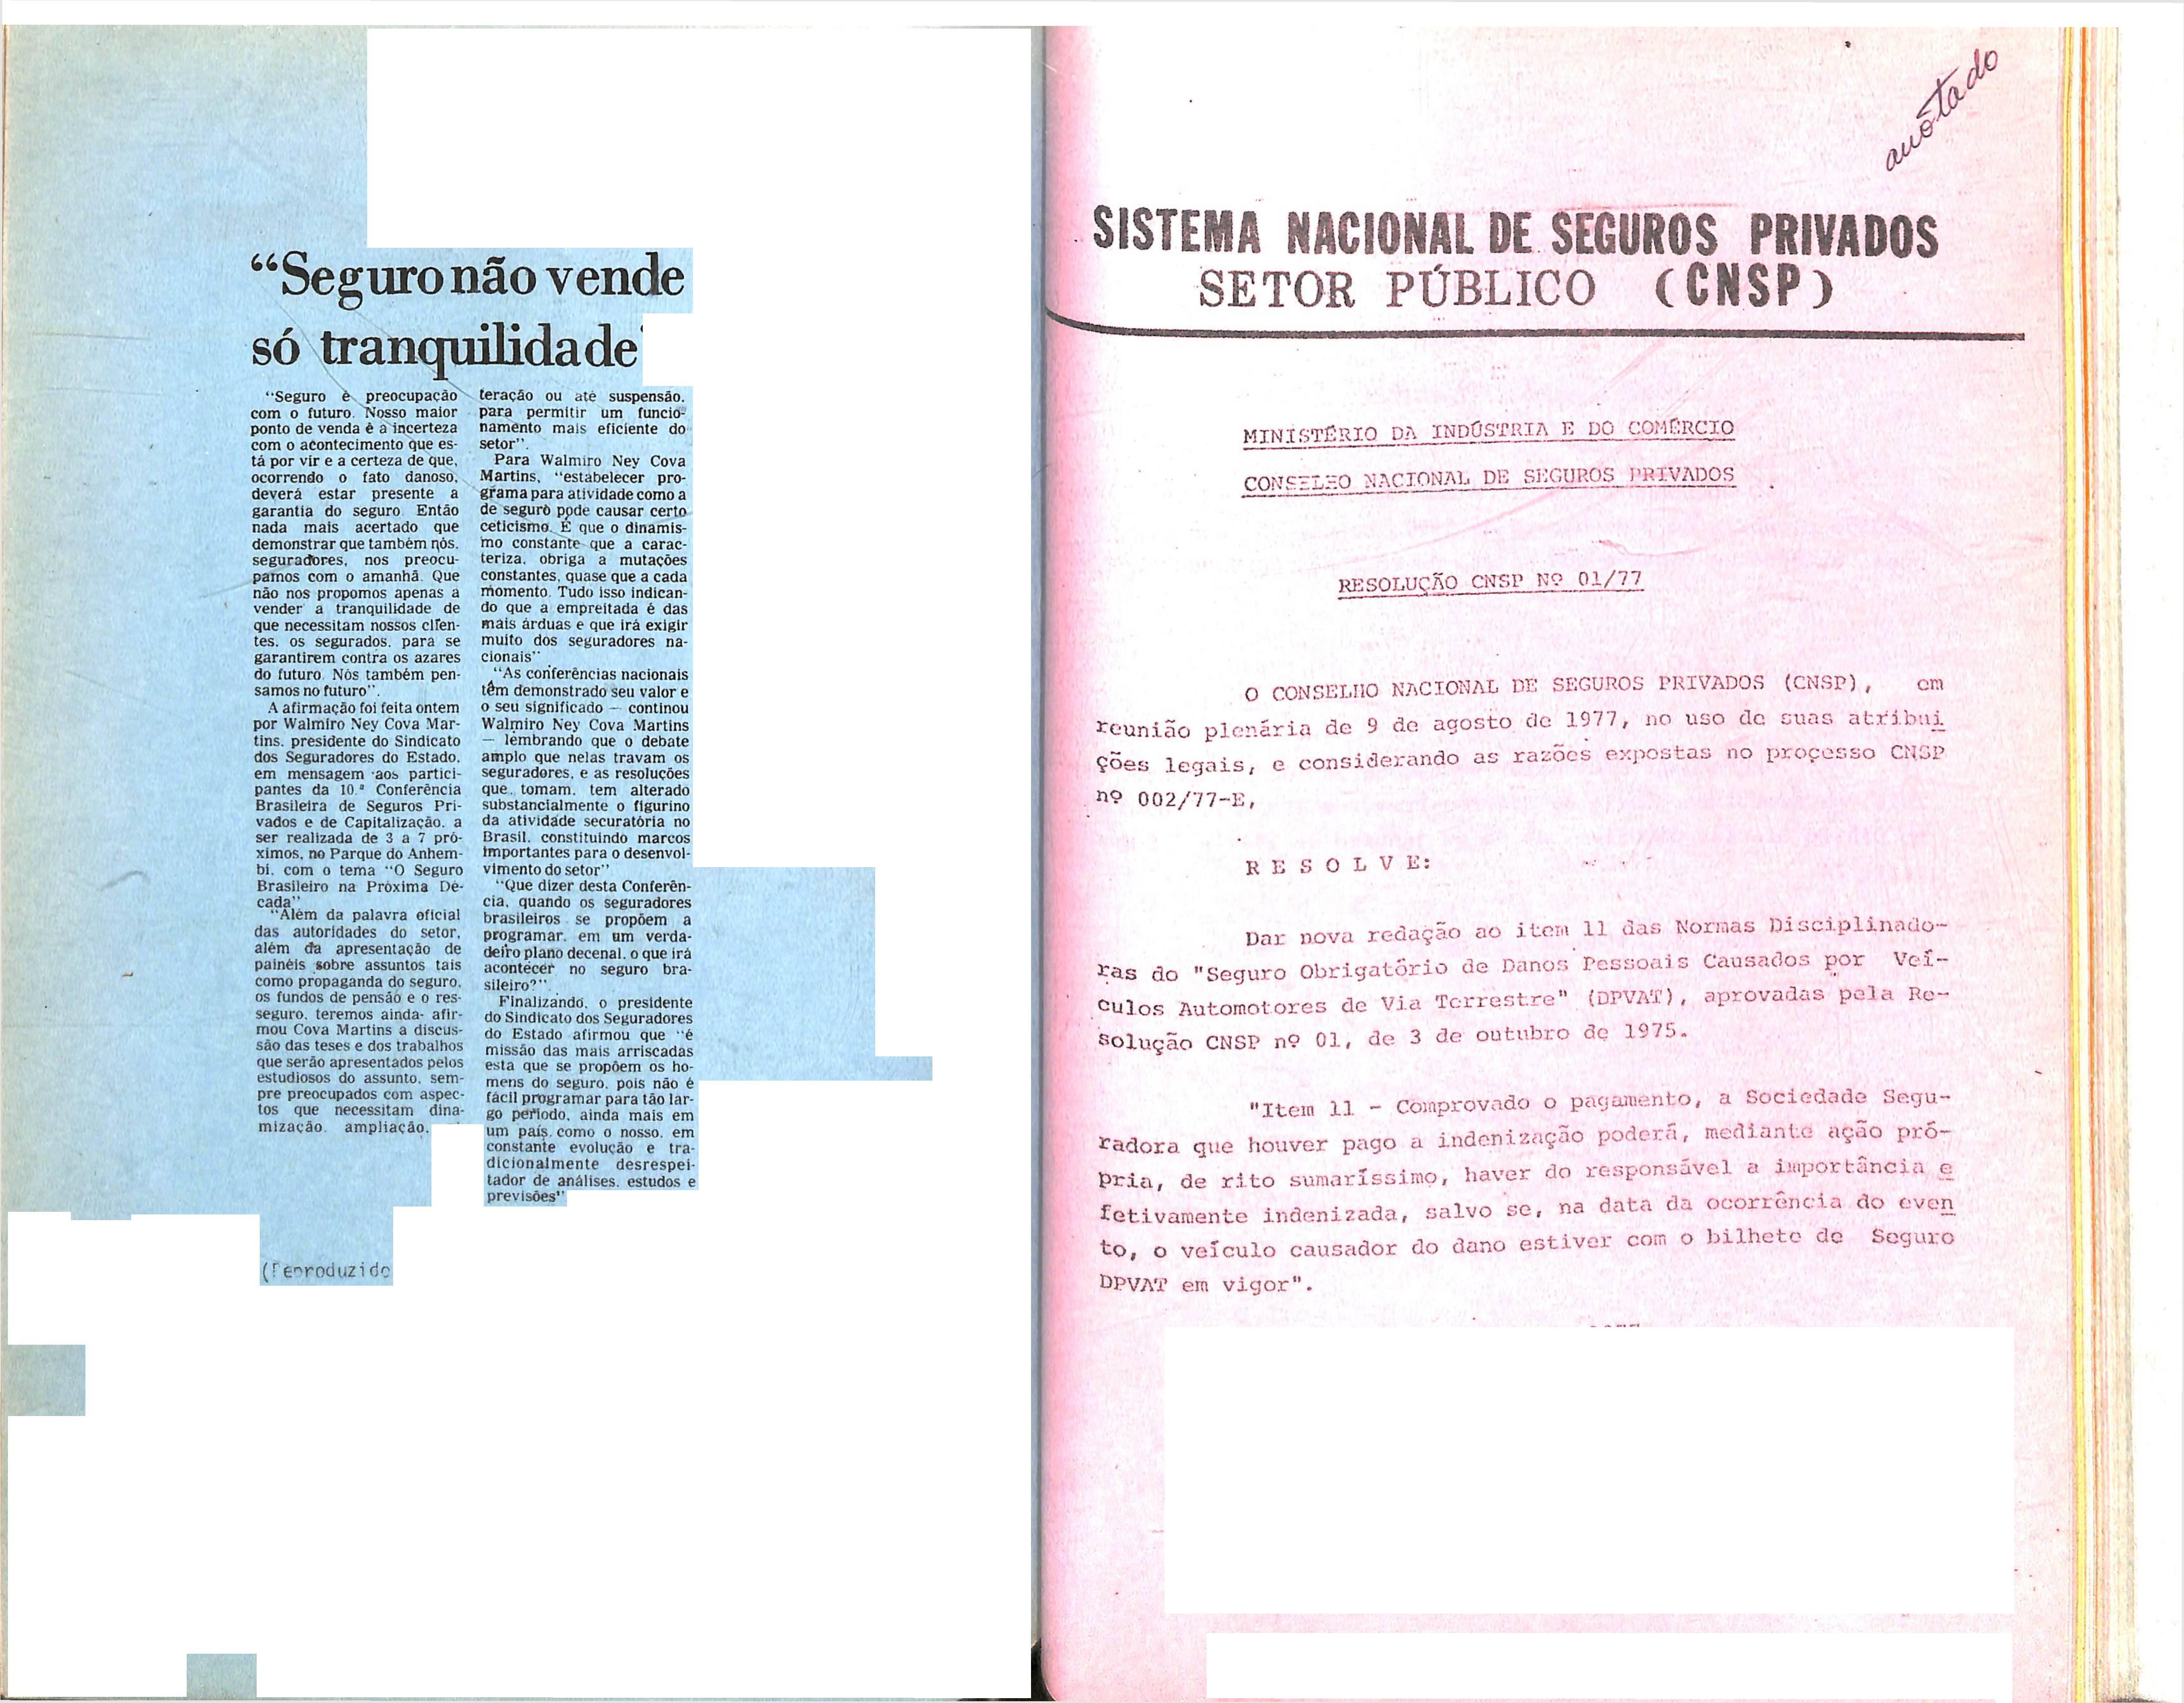 “Seguro não vende
só tranquilidade
“Seguro é preocupação
com o futuro. Nosso maior
ponto de venda é a incerteza
com o acontecimento que es-
tá por vir e a certeza de que,
ocorrendo o fato danoso,
deverá estar presente a
garantia do seguro. Então
nada mais acertado que
demonstrar que também nós,
seguradores, nos preocu-
pamos com o amanhã. Que
não nos propomos apenas a
vender a tranquilidade de
que necessitam nossos clien-
tes, os segurados, para se
garantirem contra os azares
do futuro. Nós também pen-
samos no futuro”.
A afirmação foi feita ontem
por Walmiro Ney Cova Mar-
tins, presidente do Sindicato
dos Seguradores do Estado,
em mensagem aos partici-
pantes da 10.ª Conferência
Brasileira de Seguros Pri-
vados e de Capitalização, a
ser realizada de 3 a 7 pró-
ximos, no Parque do Anhem-
bi, com o tema “O Seguro
Brasileiro na Próxima Dé-
cada”
“Além da palavra oficial
das autoridades do setor,
além da apresentação de
painéis sobre assuntos tais
como propaganda do seguro,
os fundos de pensão e o res-
seguro, teremos ainda- afir-
mou Cova Martins a discus-
são das teses e dos trabalhos
que serão apresentados pelos
estudiosos do assunto, sem-
pre preocupados com aspec-
tos que necessitam dina-
mização, ampliação,
teração ou até suspensão,
para permitir um funcio-
namento mais eficiente do
setor”.
Para Walmiro Ney Cova
Martins, “estabelecer pro-
grama para atividade como a
de seguro pode causar certo
ceticismo. É que o dinamis-
mo constante que a carac-
teriza, obriga a mutações
constantes, quase que a cada
momento. Tudo isso indican-
do que a empreitada é das
mais árduas e que irá exigir
muito dos seguradores na-
cionais”.
“As conferências nacionais
têm demonstrado seu valor e
o seu significado — continou
Walmiro Ney Cova Martins
— lembrando que o debate
amplo que nelas travam os
seguradores, e as resoluções
que tomam, tem alterado
substancialmente o figurino
da atividade securatória no
Brasil, constituindo marcos
importantes para o desenvol-
vimento do setor”
“Que dizer desta Conferên-
cia, quando os seguradores
brasileiros se propõem a
programar, em um verda-
deiro plano decenal, o que irá
acontecer no seguro bra-
sileiro?”
Finalizando, o presidente
do Sindicato dos Seguradores
do Estado afirmou que “é
missão das mais arriscadas
esta que se propõem os ho-
mens do seguro, pois não é
fácil programar para tão lar-
go período, ainda mais em
um país, como o nosso, em
constante evolução e tra-
dicionalmente desrespei-
tador de análises, estudos e
previsões”
(Reproduzido
anotado
SISTEMA NACIONAL DE SEGUROS PRIVADOS
SETOR PÚBLICO (CNSP)
MINISTÉRIO DA INDÚSTRIA E DO COMÉRCIO
CONSELHO NACIONAL DE SEGUROS PRIVADOS
RESOLUÇÃO CNSP Nº 01/77
O CONSELHO NACIONAL DE SEGUROS PRIVADOS (CNSP), em
reunião plenária de 9 de agosto de 1977, no uso de suas atribui
ções legais, e considerando as razões expostas no processo CNSP
nº 002/77-E,
R E S O L V E:
Dar nova redação ao item 11 das Normas Disciplinado-
ras do "Seguro Obrigatório de Danos Pessoais Causados por Veí-
culos Automotores de Via Terrestre" (DPVAT), aprovadas pela Re-
solução CNSP nº 01, de 3 de outubro de 1975.
"Item 11 - Comprovado o pagamento, a Sociedade Segu-
radora que houver pago a indenização poderá, mediante ação pró-
pria, de rito sumaríssimo, haver do responsável a importância e
fetivamente indenizada, salvo se, na data da ocorrência do even
to, o veículo causador do dano estiver com o bilhete de Seguro
DPVAT em vigor".